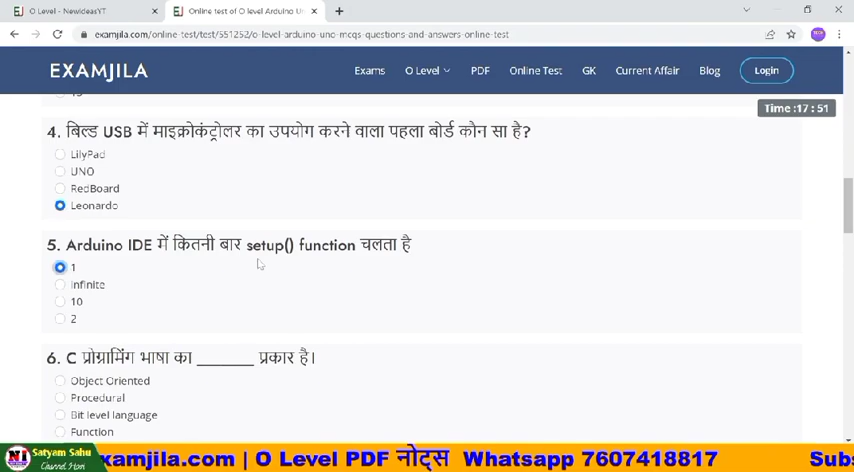 O Level - NewideasYT
Online test of O level Arduino Un
examjila.com/online-test/test/551252/o-level-arduino-uno-mcqs-questions-and-answers-online-test
EXAMJILA
Exams
O Level
PDF
Online Test
GK
Current Affair
Blog
Login
Time :17 : 51
4. बिल्ड USB में माइक्रोकंट्रोलर का उपयोग करने वाला पहला बोर्ड कौन सा है?
LilyPad
UNO
RedBoard
Leonardo
5. Arduino IDE में कितनी बार setup() function चलता है
1
Infinite
10
2
6. C प्रोग्रामिंग भाषा का _______ प्रकार है।
Object Oriented
Procedural
Bit level language
Function
Satyam Sahu
xamjila.com | O Level PDF नोट्स Whatsapp 7607418817 Subs